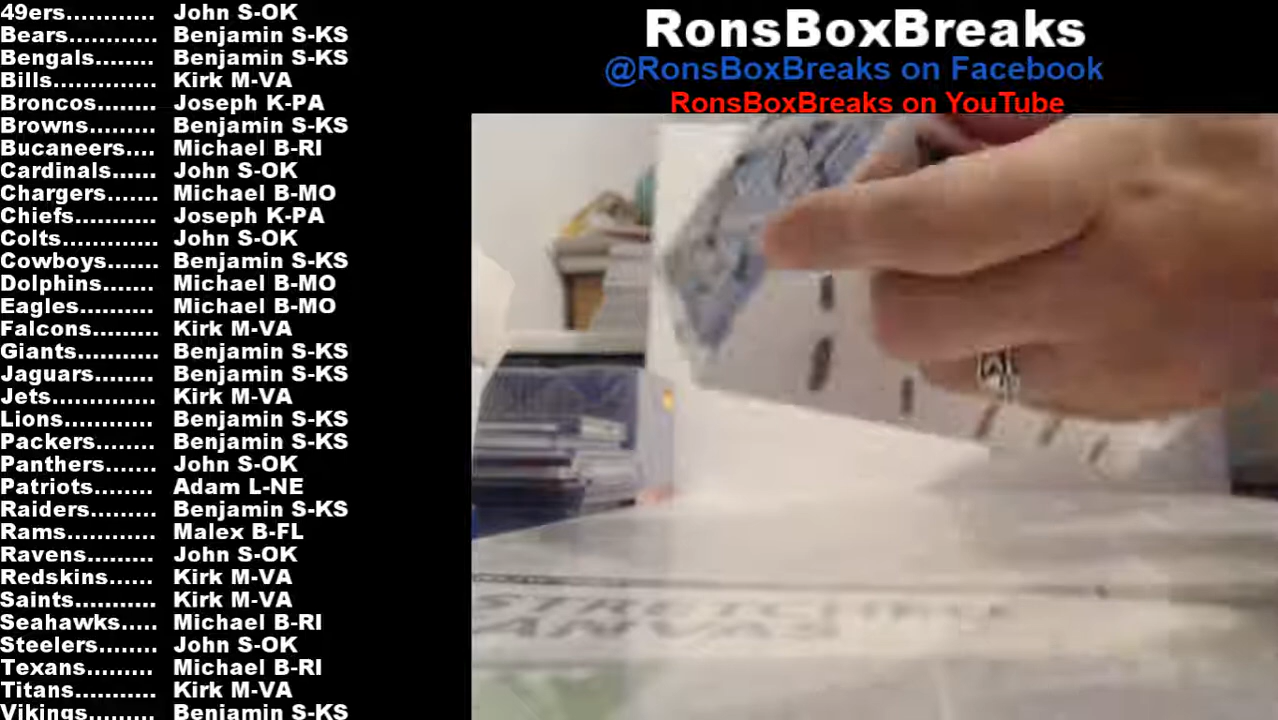 49ers............ John S-OK
Bears............ Benjamin S-KS
Bengals........ Benjamin S-KS
Bills............... Kirk M-VA
Broncos........ Joseph K-PA
Browns......... Benjamin S-KS
Bucaneers.... Michael B-RI
Cardinals...... John S-OK
Chargers....... Michael B-MO
Chiefs........... Joseph K-PA
Colts............. John S-OK
Cowboys....... Benjamin S-KS
Dolphins....... Michael B-MO
Eagles.......... Michael B-MO
Falcons......... Kirk M-VA
Giants........... Benjamin S-KS
Jaguars........ Benjamin S-KS
Jets.............. Kirk M-VA
Lions............ Benjamin S-KS
Packers........ Benjamin S-KS
Panthers....... John S-OK
Patriots........ Adam L-NE
Raiders......... Benjamin S-KS
Rams............ Malex B-FL
Ravens......... John S-OK
Redskins...... Kirk M-VA
Saints........... Kirk M-VA
Seahawks..... Michael B-RI
Steelers........ John S-OK
Texans......... Michael B-RI
Titans........... Kirk M-VA
Vikings......... Benjamin S-KS
RonsBoxBreaks
@RonsBoxBreaks on Facebook
RonsBoxBreaks on YouTube
CANVAS